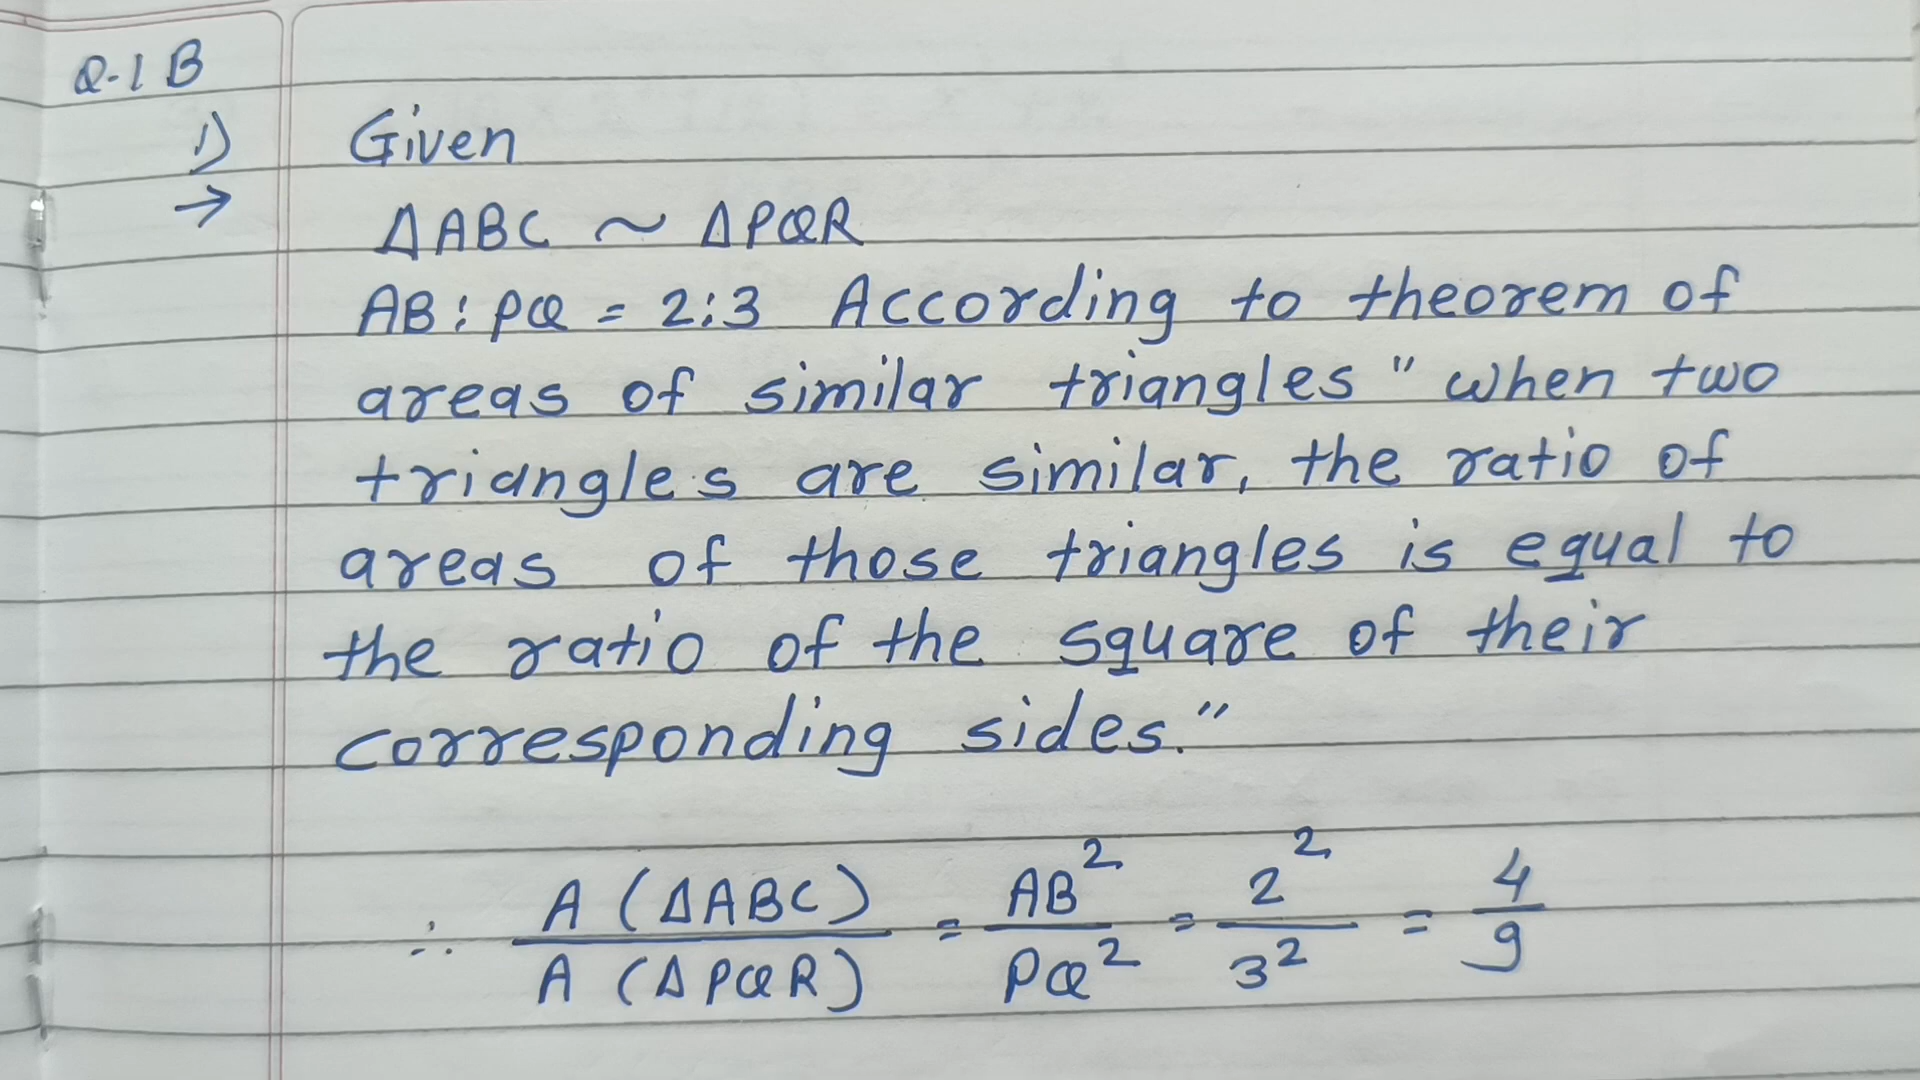 Q-1 B
1) Given
→ ΔABC ~ ΔPQR
AB : PQ = 2:3 According to theorem of
areas of similar triangles " when two
triangles are similar, the ratio of
areas of those triangles is equal to
the ratio of the square of their
corresponding sides."
∴ A (ΔABC) / A (ΔPQR) = AB² / PQ² = 2² / 3² = 4 / 9